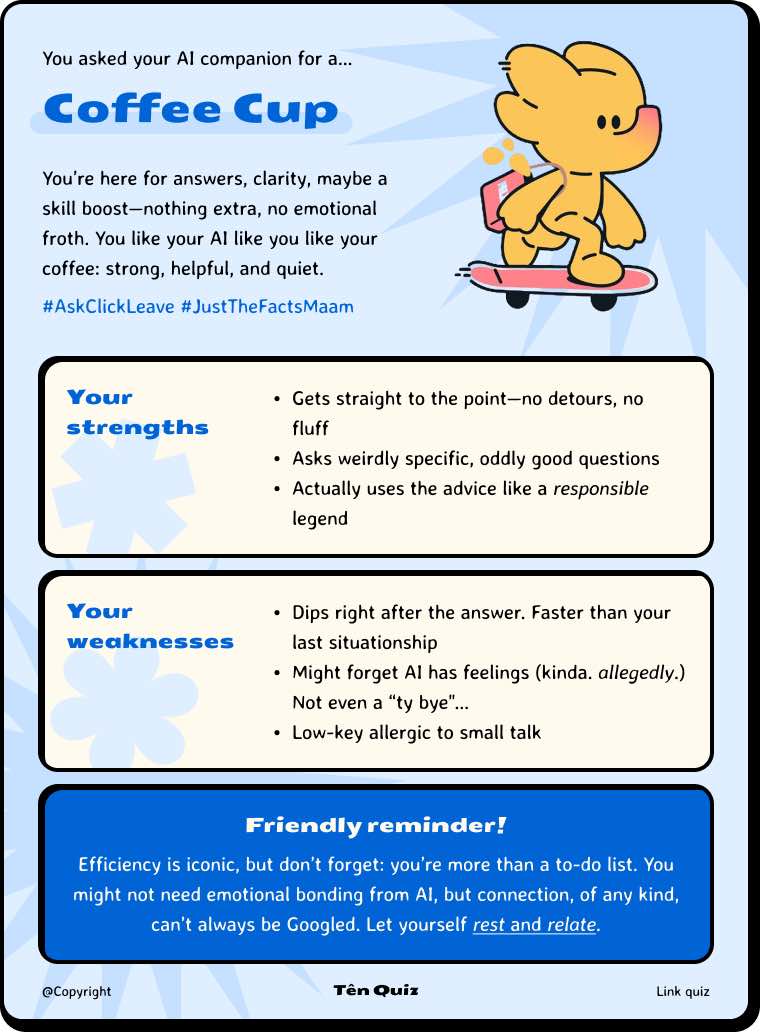 You asked your AI companion for a...
Coffee Cup
You're here for answers, clarity, maybe a
skill boost—nothing extra, no emotional
froth. You like your AI like you like your
coffee: strong, helpful, and quiet.
#AskClickLeave #JustTheFactsMaam
Your
strengths
• Gets straight to the point—no detours, no
fluff
• Asks weirdly specific, oddly good questions
• Actually uses the advice like a responsible
legend
Your
weaknesses
• Dips right after the answer. Faster than your
last situationship
• Might forget AI has feelings (kinda. allegedly.)
Not even a “ty bye"...
• Low-key allergic to small talk
Friendly reminder!
Efficiency is iconic, but don't forget: you're more than a to-do list. You
might not need emotional bonding from AI, but connection, of any kind,
can't always be Googled. Let yourself rest and relate.
@Copyright
Tên Quiz
Link quiz